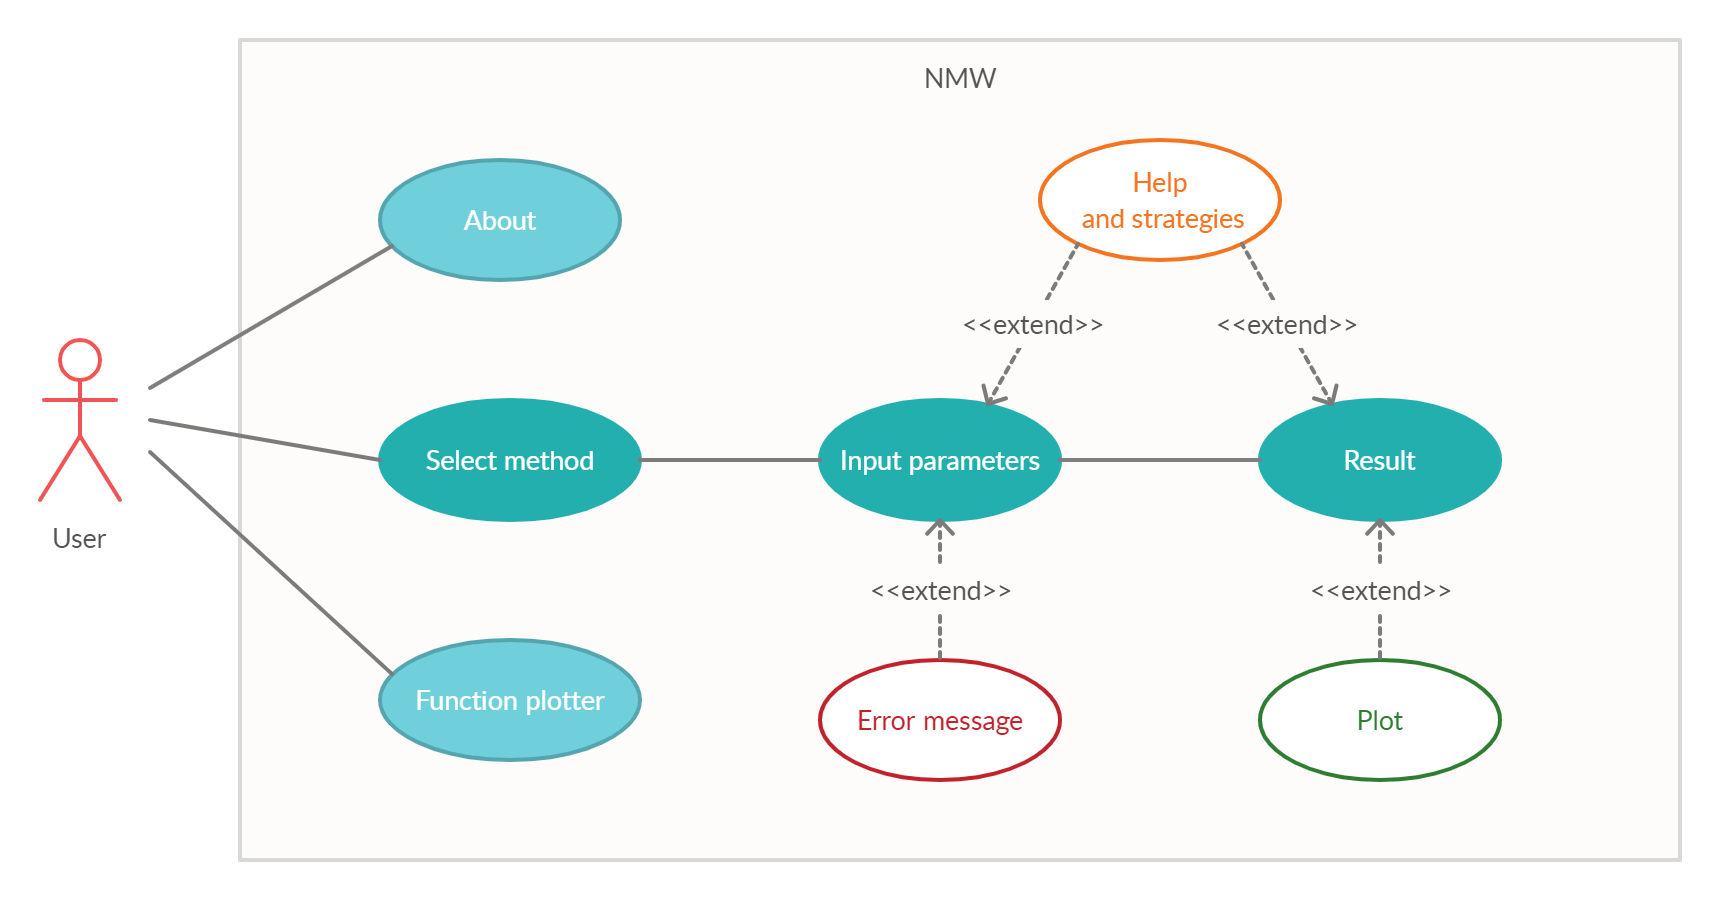 NMW
About
Help
and strategies
<<extend>>
<<extend>>
Select method
Input parameters
Result
User
<<extend>>
<<extend>>
Function plotter
Error message
Plot